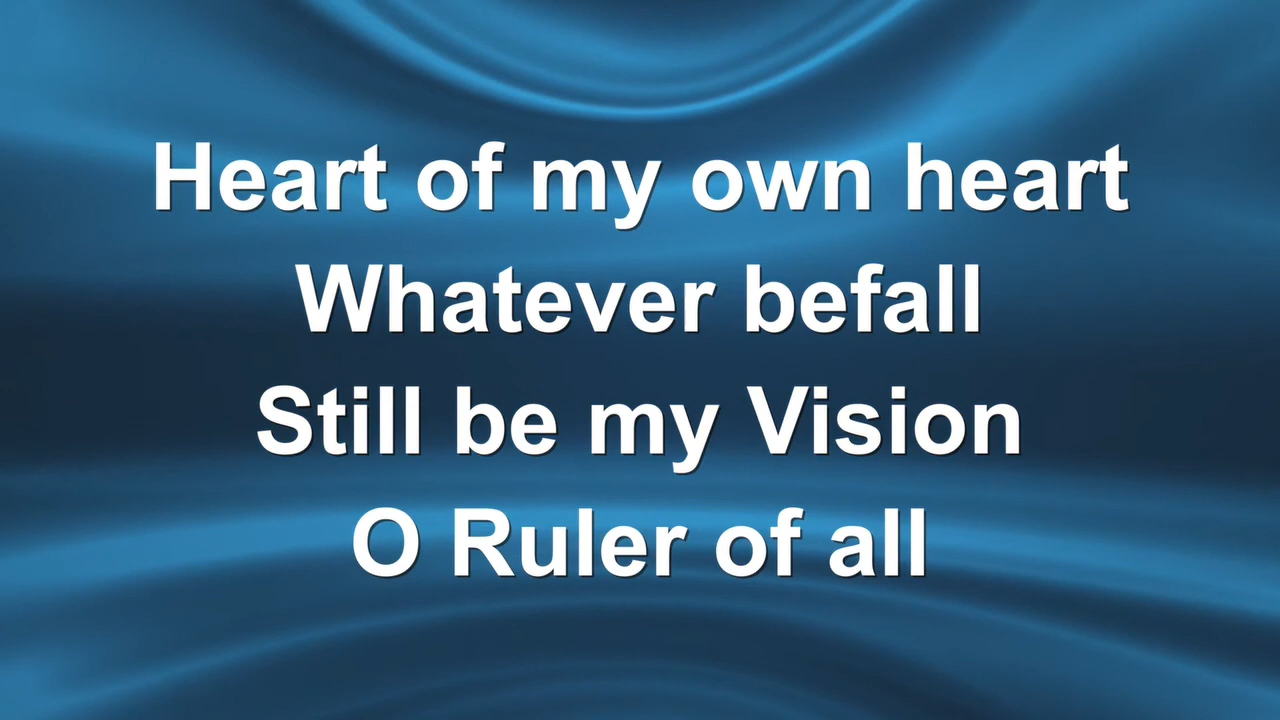 Heart of my own heart
Whatever befall
Still be my Vision
O Ruler of all